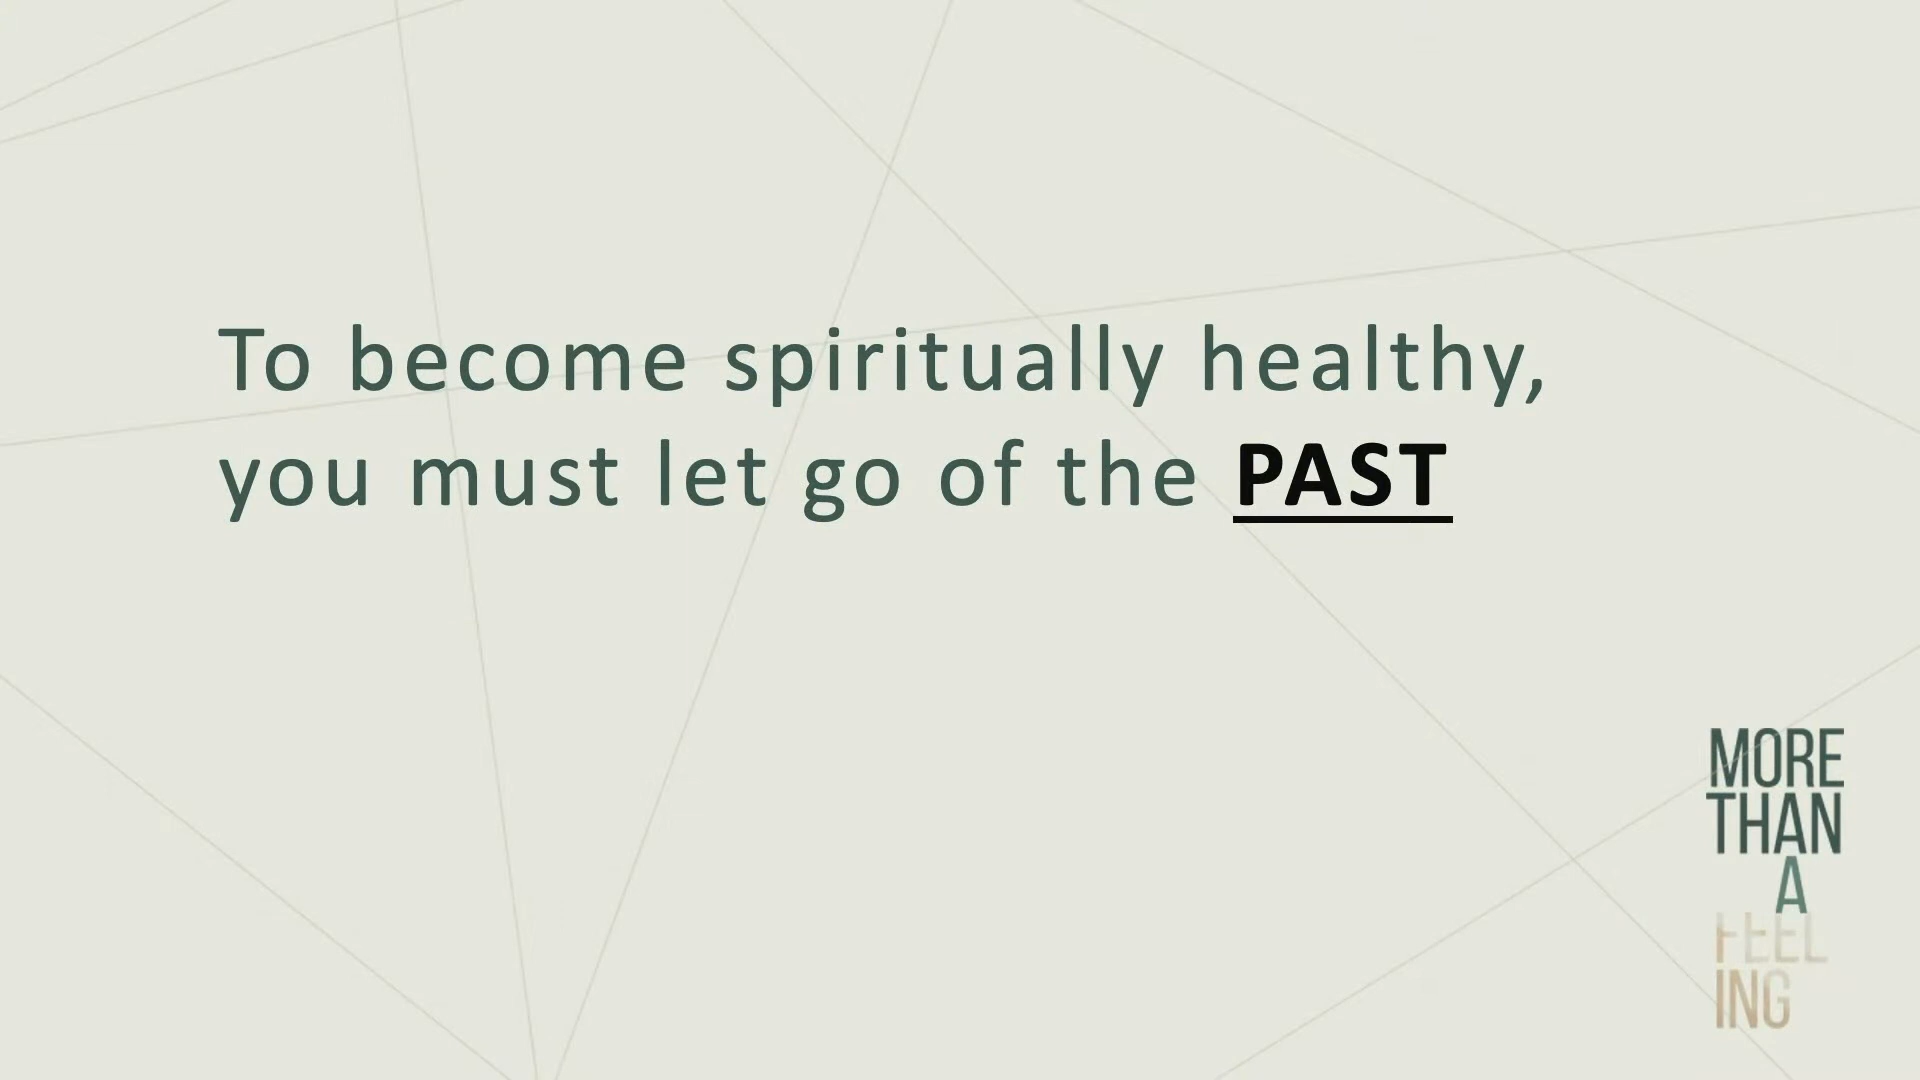 To become spiritually healthy,
you must let go of the PAST
MORE
THAN
A
FEEL
ING